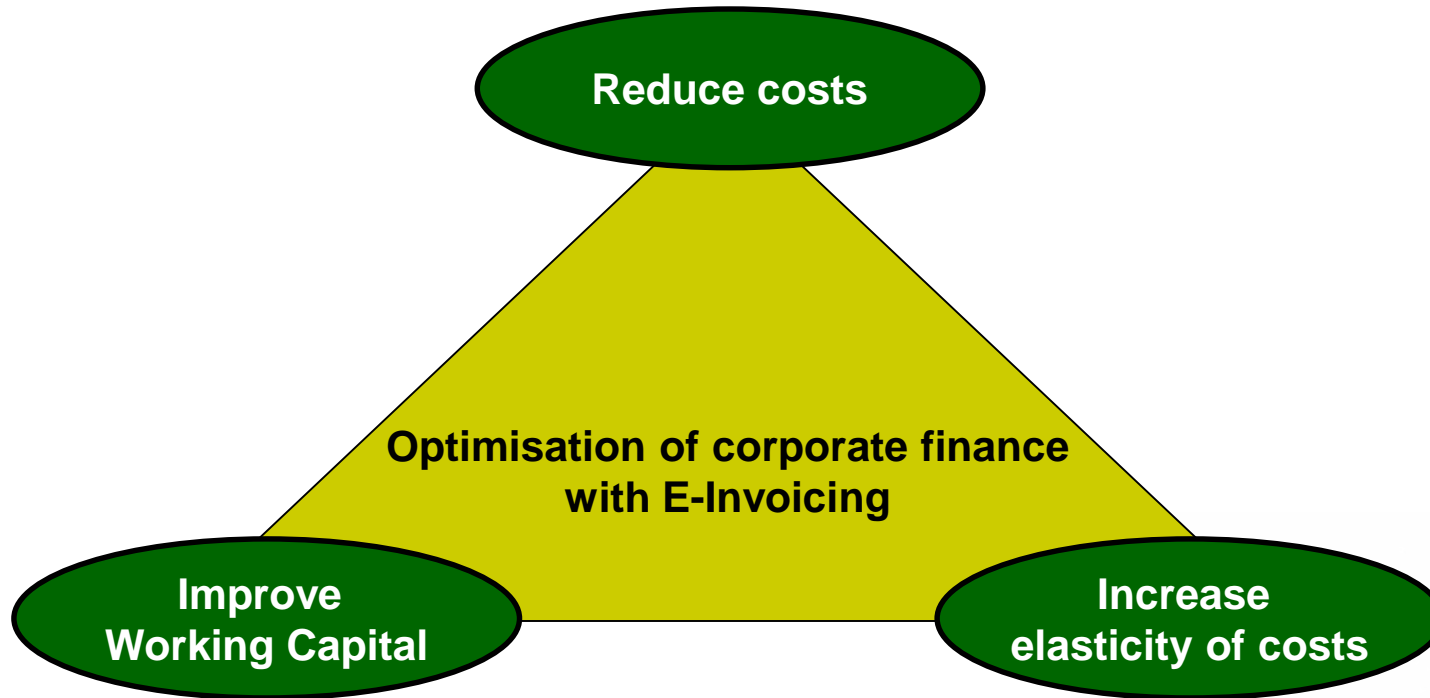 Reduce costs
Optimisation of corporate finance
with E-Invoicing
Improve
Working Capital
Increase
elasticity of costs